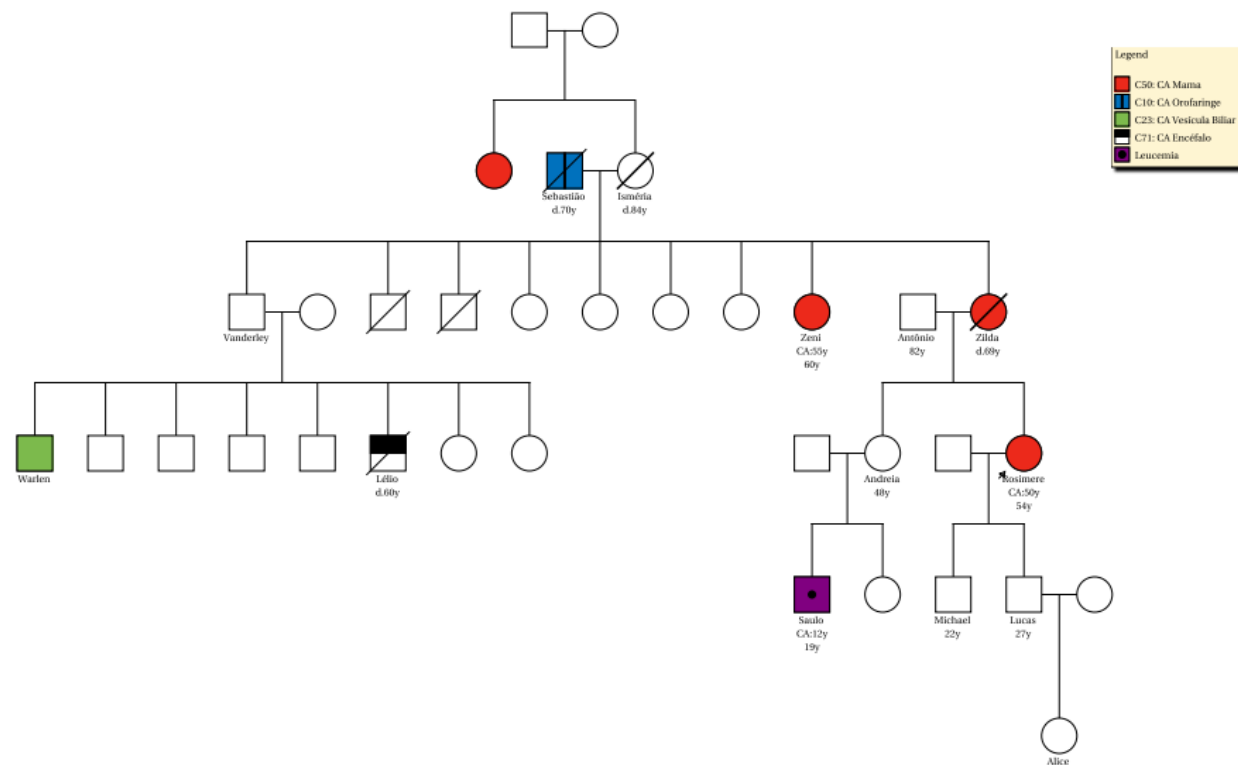 Legend
C50: CA Mama
C10: CA Orofaringe
C23: CA Vesícula Biliar
C71: CA Encéfalo
Leucemia
Sebastião
d.70y
Isméria
d.84y
Vanderley
Zeni
CA:55y
60y
Antônio
82y
Zilda
d.69y
Warlen
Lélio
d.60y
Andreia
48y
Rosimere
CA:50y
54y
Saulo
CA:12y
19y
Michael
22y
Lucas
27y
Alice